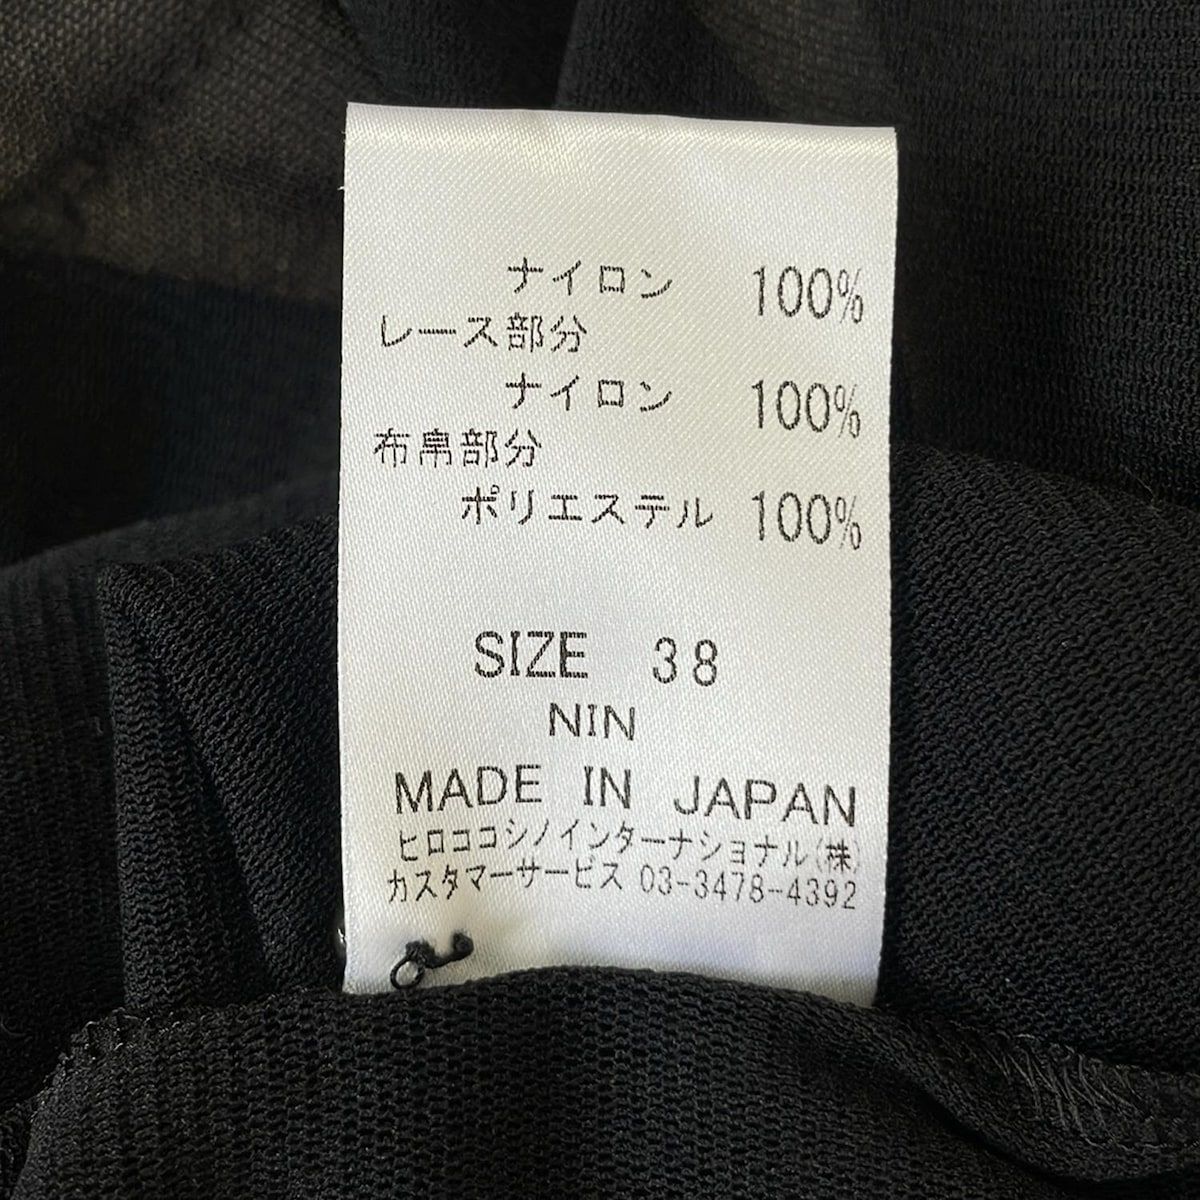 ナイロン 100%
レース部分
ナイロン 100%
布帛部分
ポリエステル 100%
SIZE 38
NIN
MADE IN JAPAN
ヒロココシノインターナショナル(株)
カスタマーサービス 03-3478-4392